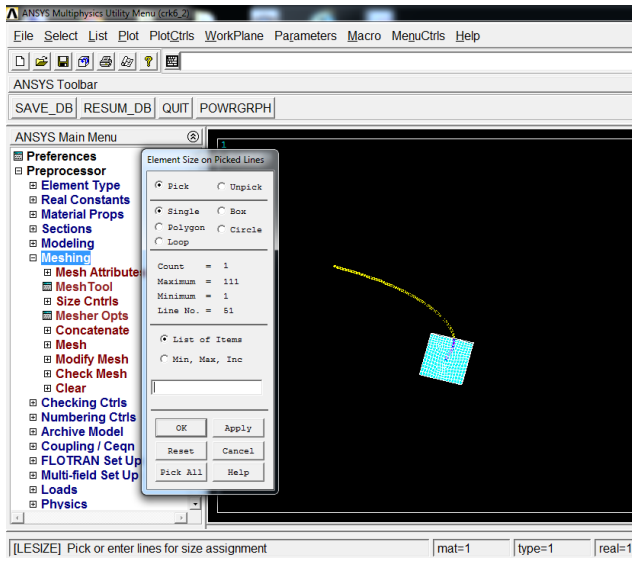 ANSYS Multiphysics Utility Menu (crk6_2)
File Select List Plot PlotCtrls WorkPlane Parameters Macro MenuCtrls Help
ANSYS Toolbar
SAVE_DB RESUM_DB QUIT POWRGRPH
ANSYS Main Menu
Preferences
Preprocessor
Element Type
Real Constants
Material Props
Sections
Modeling
Meshing
Mesh Attribute
MeshTool
Size Cntrls
Mesher Opts
Concatenate
Mesh
Modify Mesh
Check Mesh
Clear
Checking Ctrls
Numbering Ctrls
Archive Model
Coupling / Ceqn
FLOTRAN Set Up
Multi-field Set Up
Loads
Physics
Element Size on Picked Lines
Pick Unpick
Single Box
Polygon Circle
Loop
Count = 1
Maximum = 111
Minimum = 1
Line No. = 51
List of Items
Min, Max, Inc
OK Apply
Reset Cancel
Pick All Help
1
[LESIZE] Pick or enter lines for size assignment
mat=1 type=1 real=1